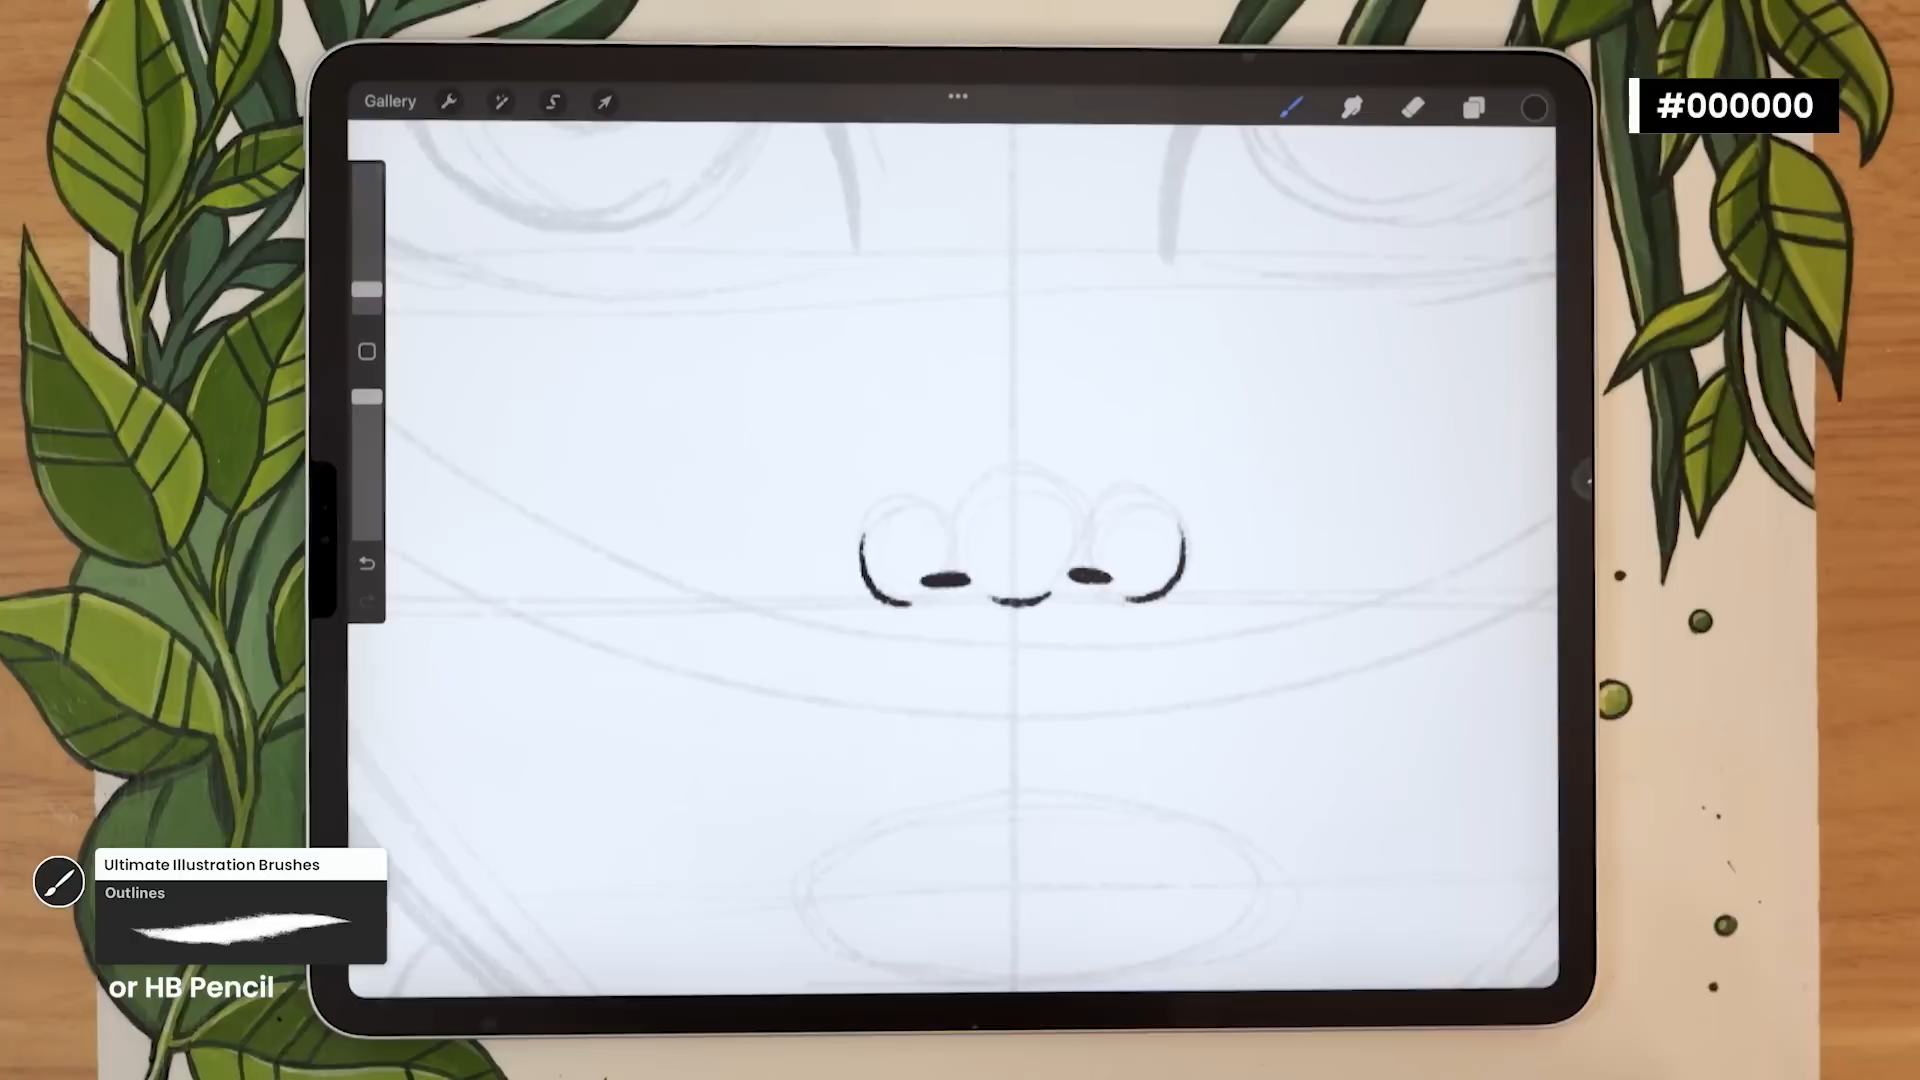 Gallery
#000000
Ultimate Illustration Brushes
Outlines
or HB Pencil